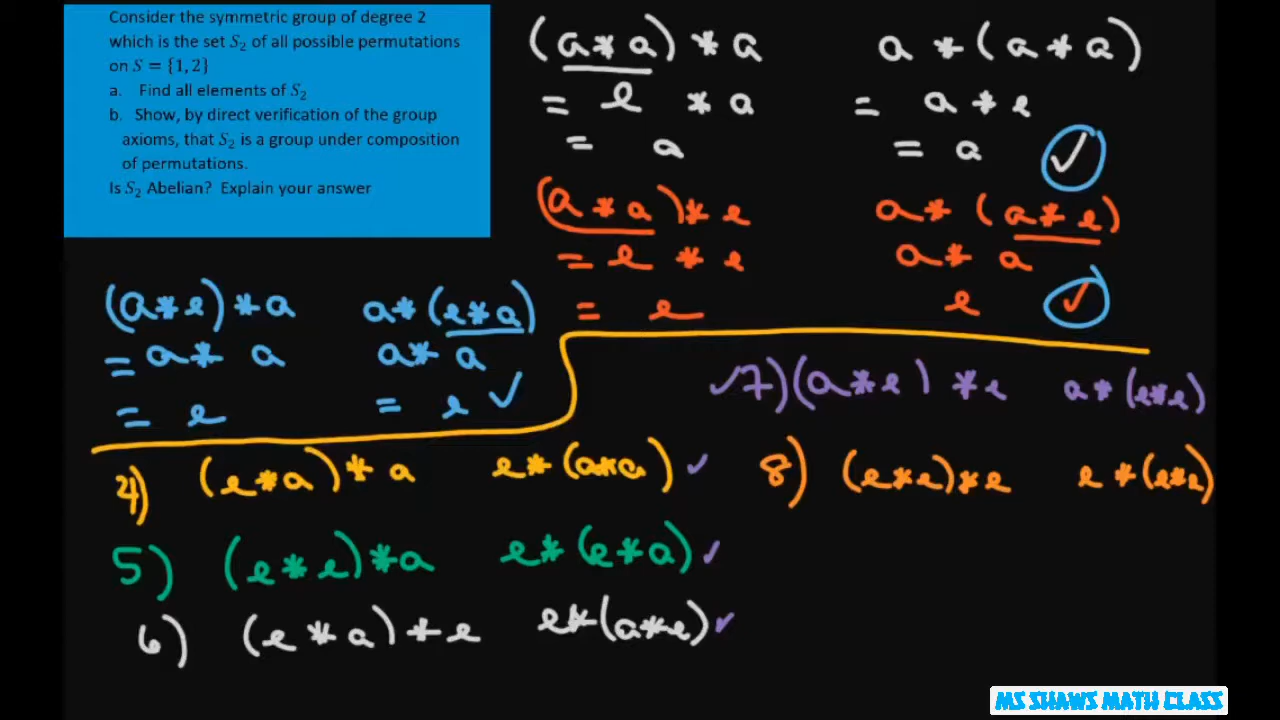 Consider the symmetric group of degree 2
which is the set S₂ of all possible permutations
on S = {1,2}
a. Find all elements of S₂
b. Show, by direct verification of the group
axioms, that S₂ is a group under composition
of permutations.
Is S₂ Abelian? Explain your answer
(a * a) * a    a * (a * a)
= e * a    = a * e
= a    = a ✓
(a * a) * e    a * (a * e)
= e * e    a * a
= e    e ✓
(a * e) * a    a * (e * a)
= a * a    a * a
= e    = e ✓
✓ 7) (a * e) * e    a * (e * e)
4) (e * a) * a    e * (a * a) ✓
8) (e * e) * e    e * (e * e)
5) (e * e) * a    e * (e * a) ✓
6) (e * a) * e    e * (a * e) ✓
MS SHAWS MATH CLASS